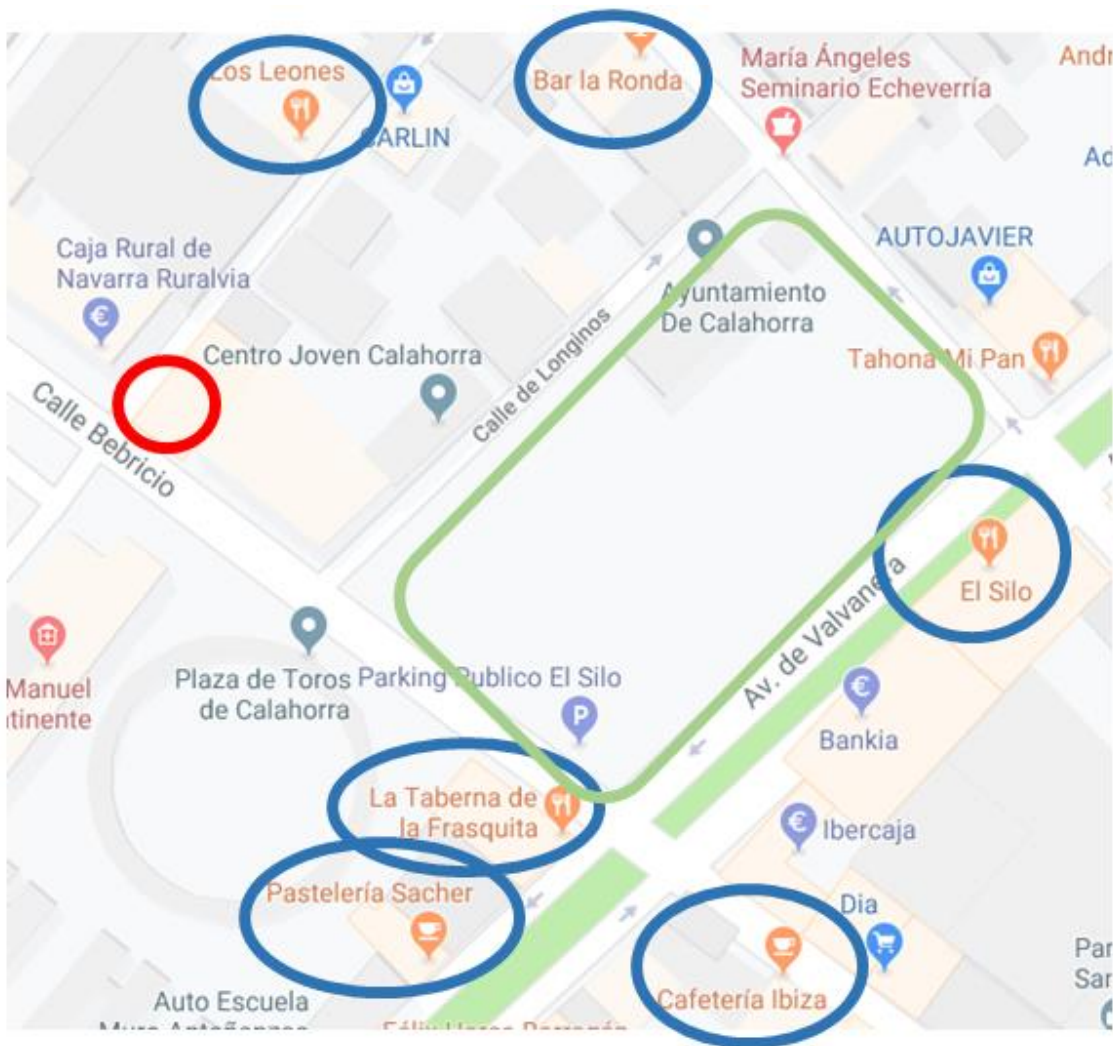 Los Leones
Bar la Ronda
María Ángeles
Seminario Echeverría
CARLIN
Caja Rural de
Navarra Ruralvia
AUTOJAVIER
Ayuntamiento
De Calahorra
Centro Joven Calahorra
Calle de Longinos
Tahona Mi Pan
Calle Bebricio
El Silo
Av. de Valvanera
Manuel
Plaza de Toros
de Calahorra
Parking Publico El Silo
P
Bankia
La Taberna de
la Frasquita
Ibercaja
Pastelería Sacher
Dia
Cafetería Ibiza
Auto Escuela